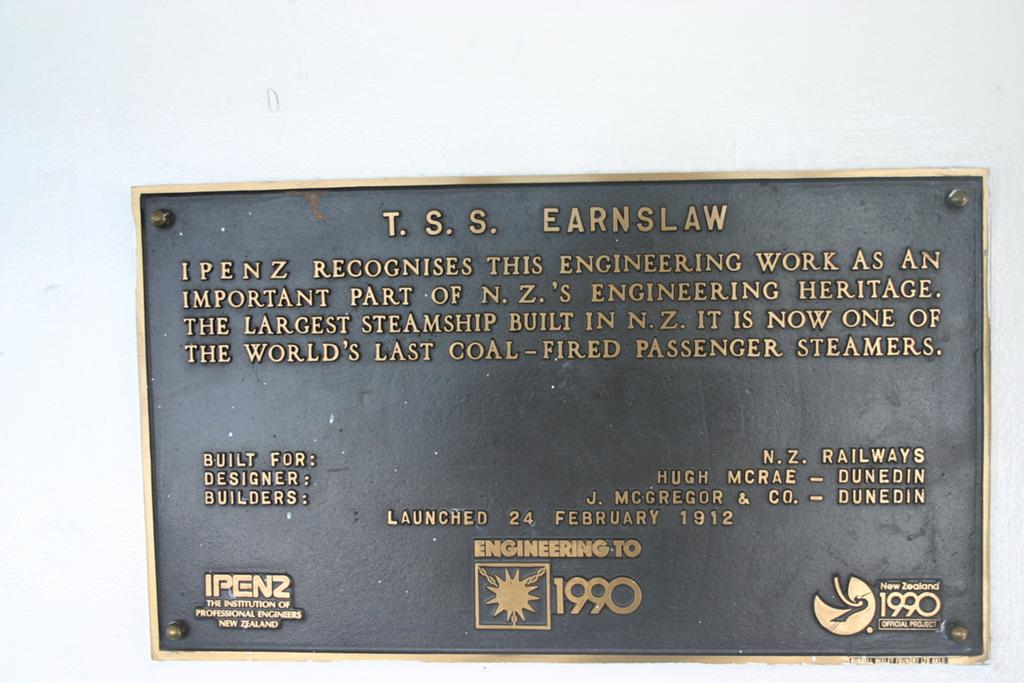 T. S. S. EARNSLAW
IPENZ RECOGNISES THIS ENGINEERING WORK AS AN
IMPORTANT PART OF N. Z.'S ENGINEERING HERITAGE.
THE LARGEST STEAMSHIP BUILT IN N. Z. IT IS NOW ONE OF
THE WORLD'S LAST COAL-FIRED PASSENGER STEAMERS.
BUILT FOR: N. Z. RAILWAYS
DESIGNER: HUGH MCRAE - DUNEDIN
BUILDERS: J. MCGREGOR & CO. - DUNEDIN
LAUNCHED 24 FEBRUARY 1912
ENGINEERING TO
1990
IPENZ
THE INSTITUTION OF
PROFESSIONAL ENGINEERS
NEW ZEALAND
New Zealand
1990
OFFICIAL PROJECT
FOUNDRY LTD